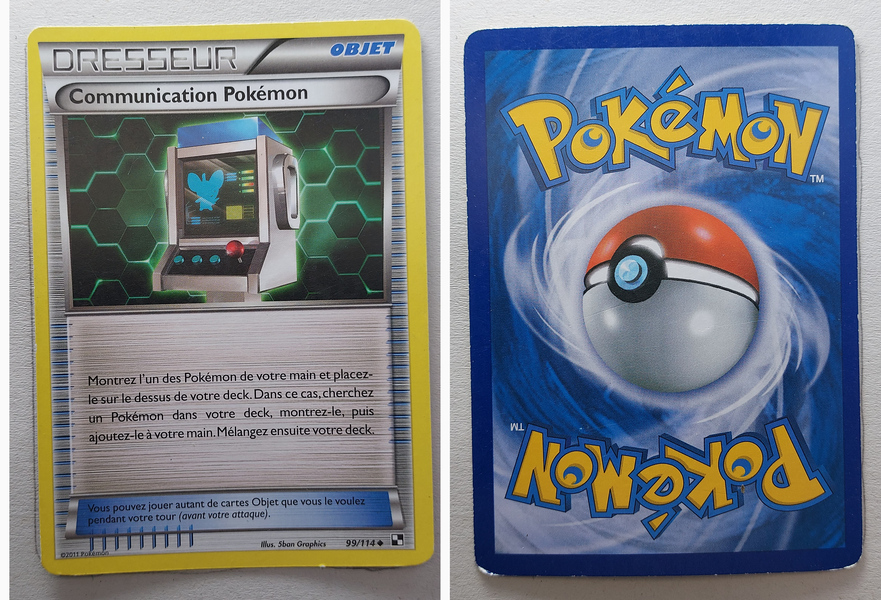 DRESSEUR
OBJET
Communication Pokémon
Montrez l'un des Pokémon de votre main et placez-
le sur le dessus de votre deck. Dans ce cas, cherchez
un Pokémon dans votre deck, montrez-le, puis
ajoutez-le à votre main. Mélangez ensuite votre deck.
Vous pouvez jouer autant de cartes Objet que vous le voulez
pendant votre tour (avant votre attaque).
©2011 Pokémon
Illus. 5ban Graphics
99/114
POKéMON
TM
POKéMON
TM